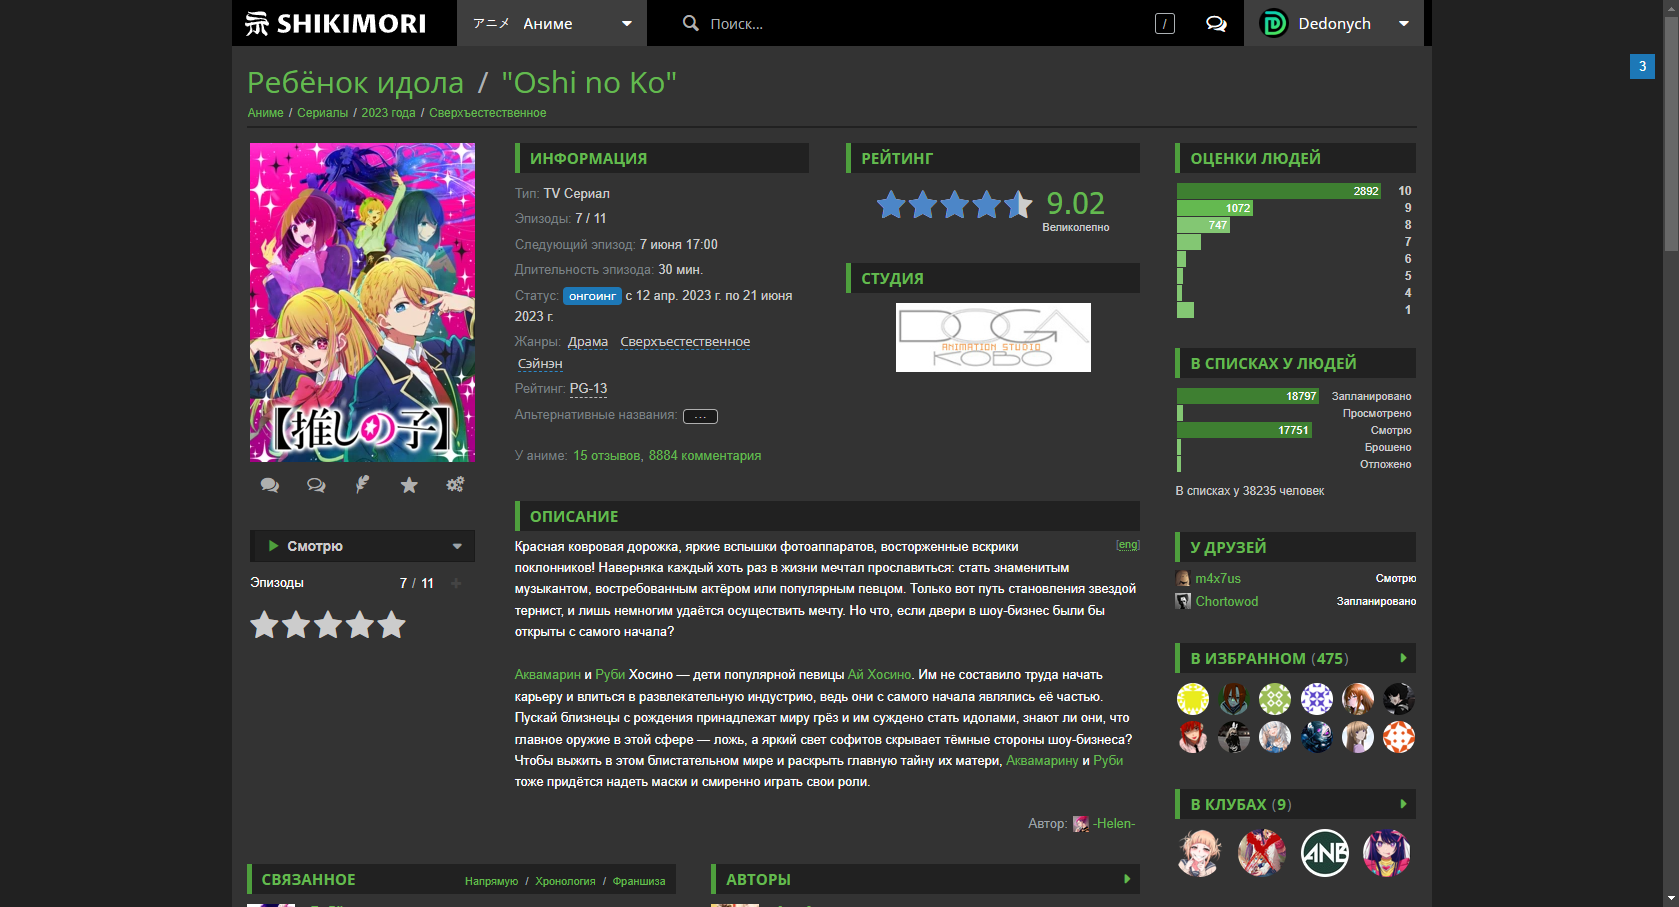 SHIKIMORI アニメ Аниме Поиск... / Dedonych
3
Ребёнок идола / "Oshi no Ko"
Аниме / Сериалы / 2023 года / Сверхъестественное
【推しの子】
Смотрю
Эпизоды 7 / 11 +
ИНФОРМАЦИЯ
Тип: TV Сериал
Эпизоды: 7 / 11
Следующий эпизод: 7 июня 17:00
Длительность эпизода: 30 мин.
Статус: онгоинг с 12 апр. 2023 г. по 21 июня
2023 г.
Жанры: Драма Сверхъестественное
Сэйнэн
Рейтинг: PG-13
Альтернативные названия: ...
У аниме: 15 отзывов, 8884 комментария
РЕЙТИНГ
9.02
Великолепно
СТУДИЯ
DOGA
ANIMATION STUDIO
KOBO
ОПИСАНИЕ
[eng]
Красная ковровая дорожка, яркие вспышки фотоаппаратов, восторженные вскрики
поклонников! Наверняка каждый хоть раз в жизни мечтал прославиться: стать знаменитым
музыкантом, востребованным актёром или популярным певцом. Только вот путь становления звездой
тернист, и лишь немногим удаётся осуществить мечту. Но что, если двери в шоу-бизнес были бы
открыты с самого начала?
Аквамарин и Руби Хосино — дети популярной певицы Ай Хосино. Им не составило труда начать
карьеру и влиться в развлекательную индустрию, ведь они с самого начала являлись её частью.
Пускай близнецы с рождения принадлежат миру грёз и им суждено стать идолами, знают ли они, что
главное оружие в этой сфере — ложь, а яркий свет софитов скрывает тёмные стороны шоу-бизнеса?
Чтобы выжить в этом блистательном мире и раскрыть главную тайну их матери, Аквамарину и Руби
тоже придётся надеть маски и смиренно играть свои роли.
Автор: -Helen-
СВЯЗАННОЕ Напрямую / Хронология / Франшиза
АВТОРЫ
ОЦЕНКИ ЛЮДЕЙ
2892 10
1072 9
747 8
7
6
5
4
1
В СПИСКАХ У ЛЮДЕЙ
18797 Запланировано
Просмотрено
17751 Смотрю
Брошено
Отложено
В списках у 38235 человек
У ДРУЗЕЙ
m4x7us Смотрю
Chortowod Запланировано
В ИЗБРАННОМ (475)
В КЛУБАХ (9)
ANB